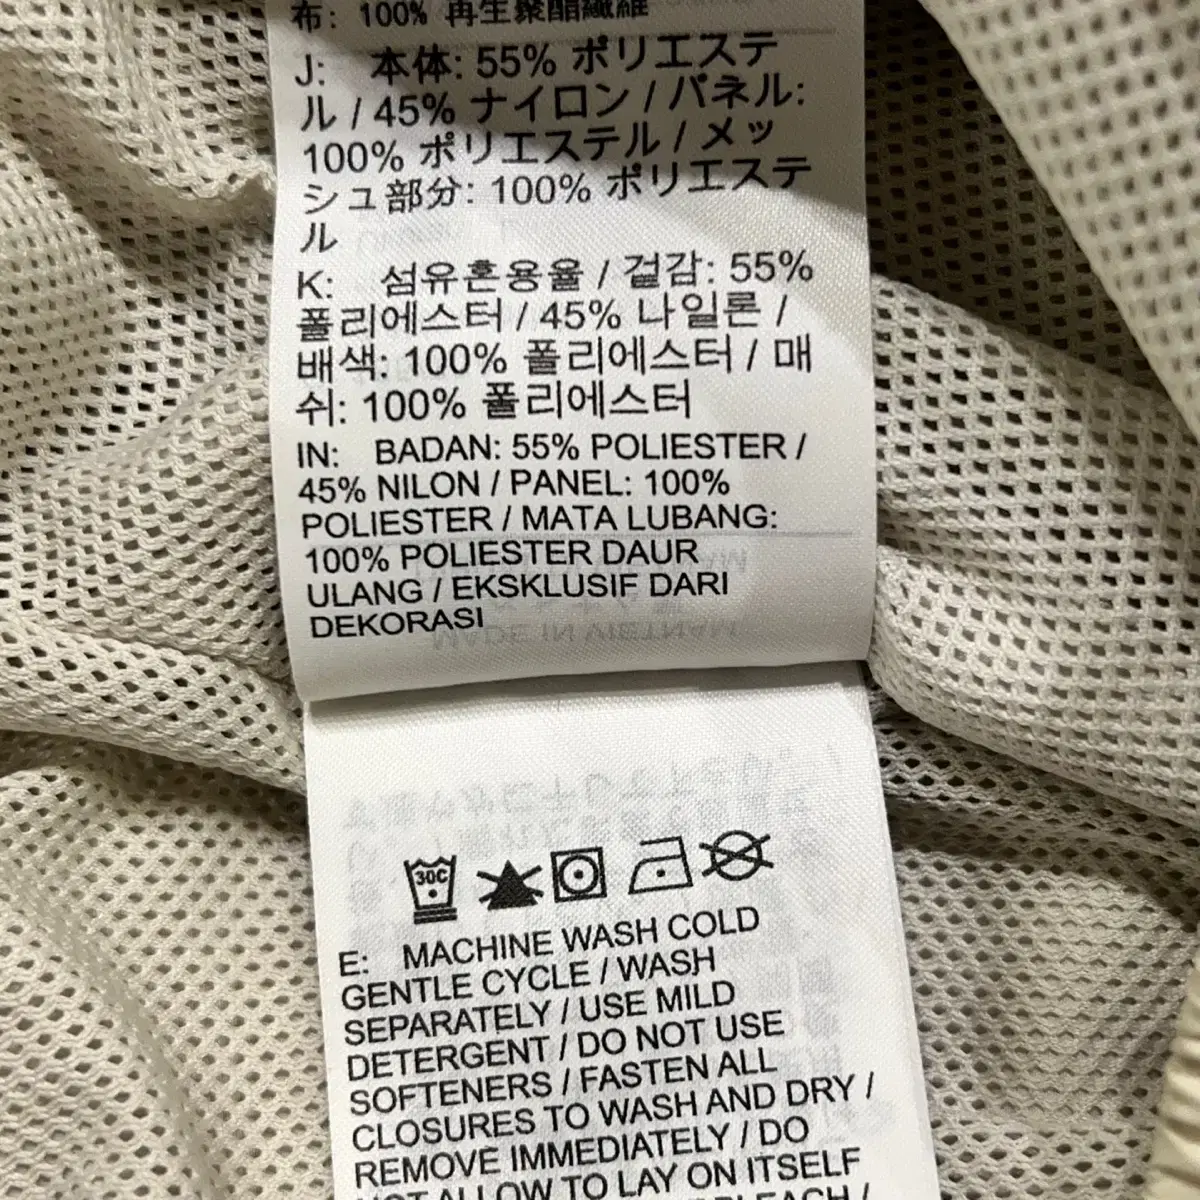 布: 100% 再生聚酯纖維
J: 本体: 55% ポリエステ
ル / 45% ナイロン / パネル:
100% ポリエステル / メッ
シュ部分: 100% ポリエステ
ル
K: 섬유혼용율 / 겉감: 55%
폴리에스터 / 45% 나일론 /
배색: 100% 폴리에스터 / 매
쉬: 100% 폴리에스터
IN: BADAN: 55% POLIESTER /
45% NILON / PANEL: 100%
POLIESTER / MATA LUBANG:
100% POLIESTER DAUR
ULANG / EKSKLUSIF DARI
DEKORASI
MADE IN VIETNAM
30C
E: MACHINE WASH COLD
GENTLE CYCLE / WASH
SEPARATELY / USE MILD
DETERGENT / DO NOT USE
SOFTENERS / FASTEN ALL
CLOSURES TO WASH AND DRY /
REMOVE IMMEDIATELY / DO
NOT ALLOW TO LAY ON ITSELF
BLEACH /